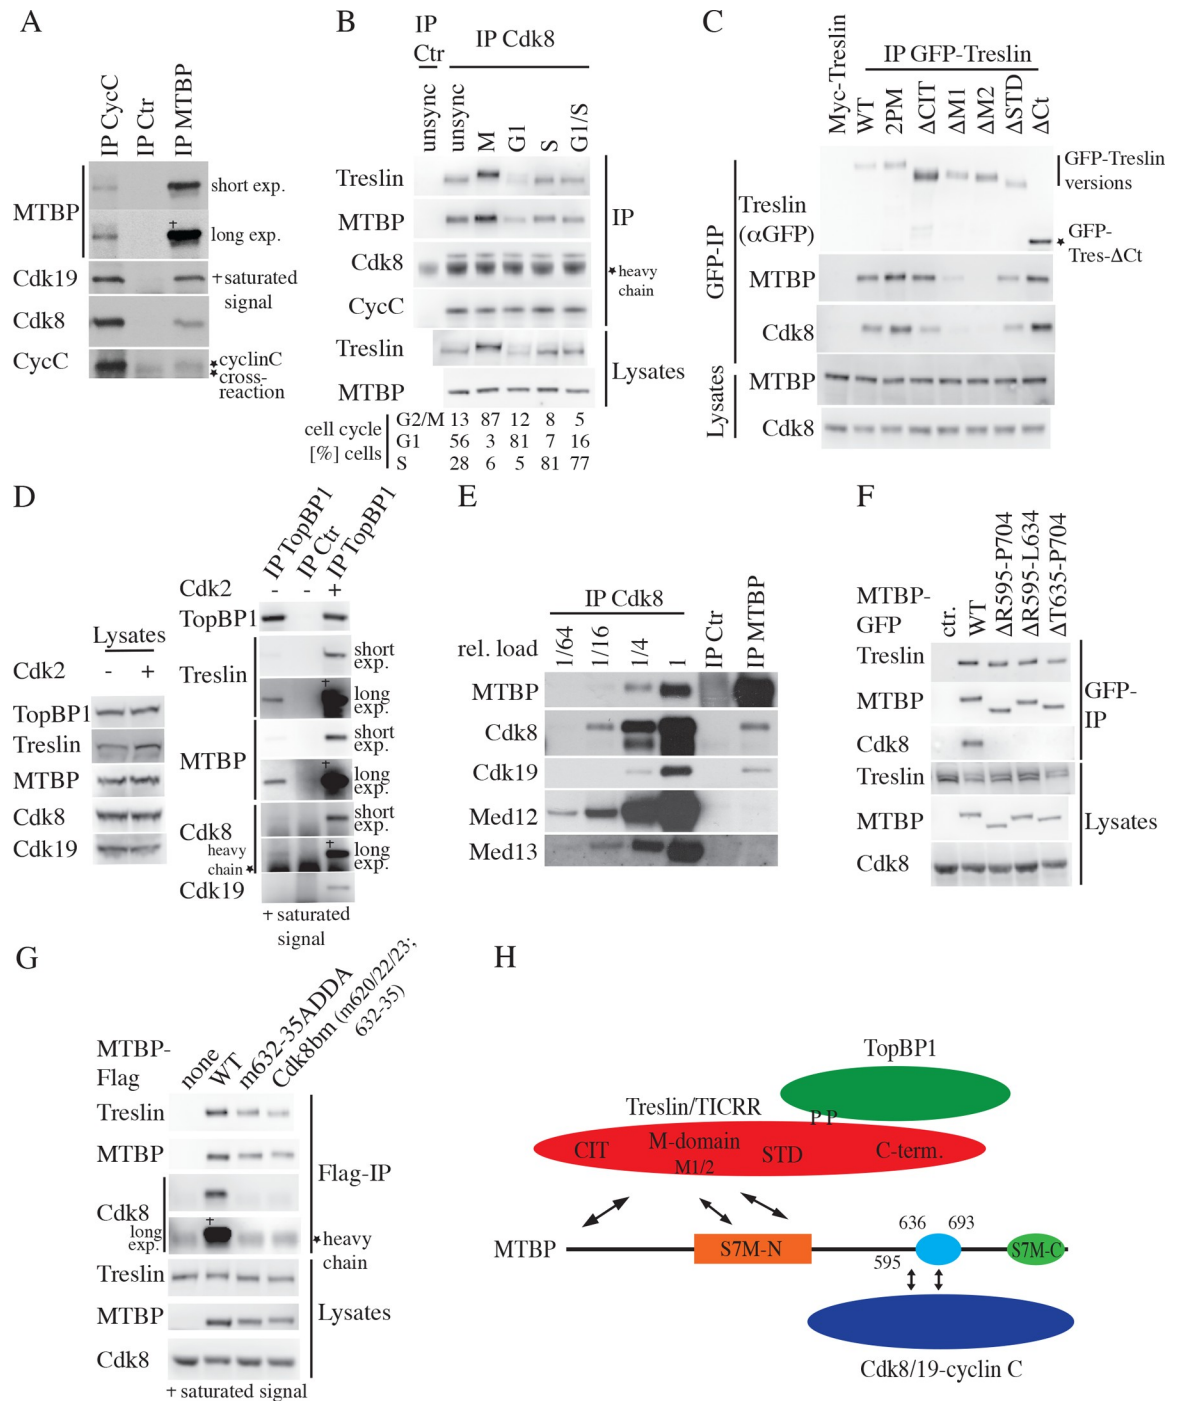 A
IP CycC
IP Ctr
IP MTBP
MTBP
short exp.
†
long exp.
Cdk19
+saturated
signal
Cdk8
CycC
★cyclinC
★cross-
reaction
B
IP
Ctr
IP Cdk8
unsync
unsync
M
G1
S
G1/S
Treslin
MTBP
IP
Cdk8
★heavy
chain
CycC
Treslin
Lysates
MTBP
cell cycle
[%] cells
G2/M 13 87 12 8 5
G1 56 3 81 7 16
S 28 6 5 81 77
C
Myc-Treslin
IP GFP-Treslin
WT
2PM
ΔCIT
ΔM1
ΔM2
ΔSTD
ΔCt
GFP-IP
Treslin
(αGFP)
GFP-Treslin
versions
★GFP-
Tres-ΔCt
MTBP
Cdk8
Lysates
MTBP
Cdk8
D
Lysates
Cdk2 - +
TopBP1
Treslin
MTBP
Cdk8
Cdk19
IP TopBP1
IP Ctr
IP TopBP1
Cdk2 - - +
TopBP1
Treslin
short
exp.
†
long
exp.
MTBP
short
exp.
†
long
exp.
Cdk8
short
exp.
†
heavy
chain★
long
exp.
Cdk19
+ saturated
signal
E
IP Cdk8
rel. load
1/64
1/16
1/4
1
IP Ctr
IP MTBP
MTBP
Cdk8
Cdk19
Med12
Med13
F
MTBP-
GFP
ctr.
WT
ΔR595-P704
ΔR595-L634
ΔT635-P704
Treslin
MTBP
GFP-
IP
Cdk8
Treslin
MTBP
Lysates
Cdk8
G
MTBP-
Flag
none
WT
m632-35ADDA
Cdk8bm (m620/22/23;
632-35)
Treslin
MTBP
Flag-IP
Cdk8
†
long
exp.
★heavy
chain
Treslin
MTBP
Lysates
Cdk8
+ saturated signal
H
TopBP1
Treslin/TICRR
P P
CIT
M-domain
M1/2
STD
C-term.
MTBP
S7M-N
595
636
693
S7M-C
Cdk8/19-cyclin C